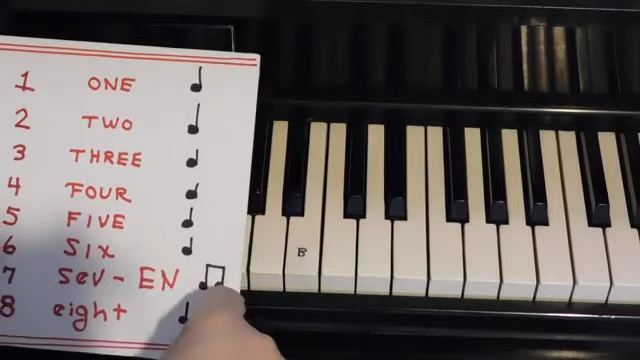 1 ONE
2 TWO
3 THREE
4 FOUR
5 FIVE
6 SIX
7 SEV-EN
8 eight
B